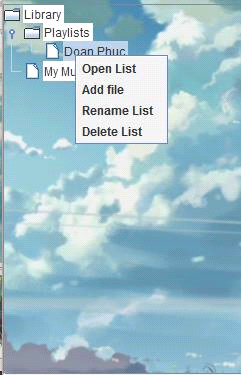 Library
Playlists
Doan Phuc
My Mu
Open List
Add file
Rename List
Delete List